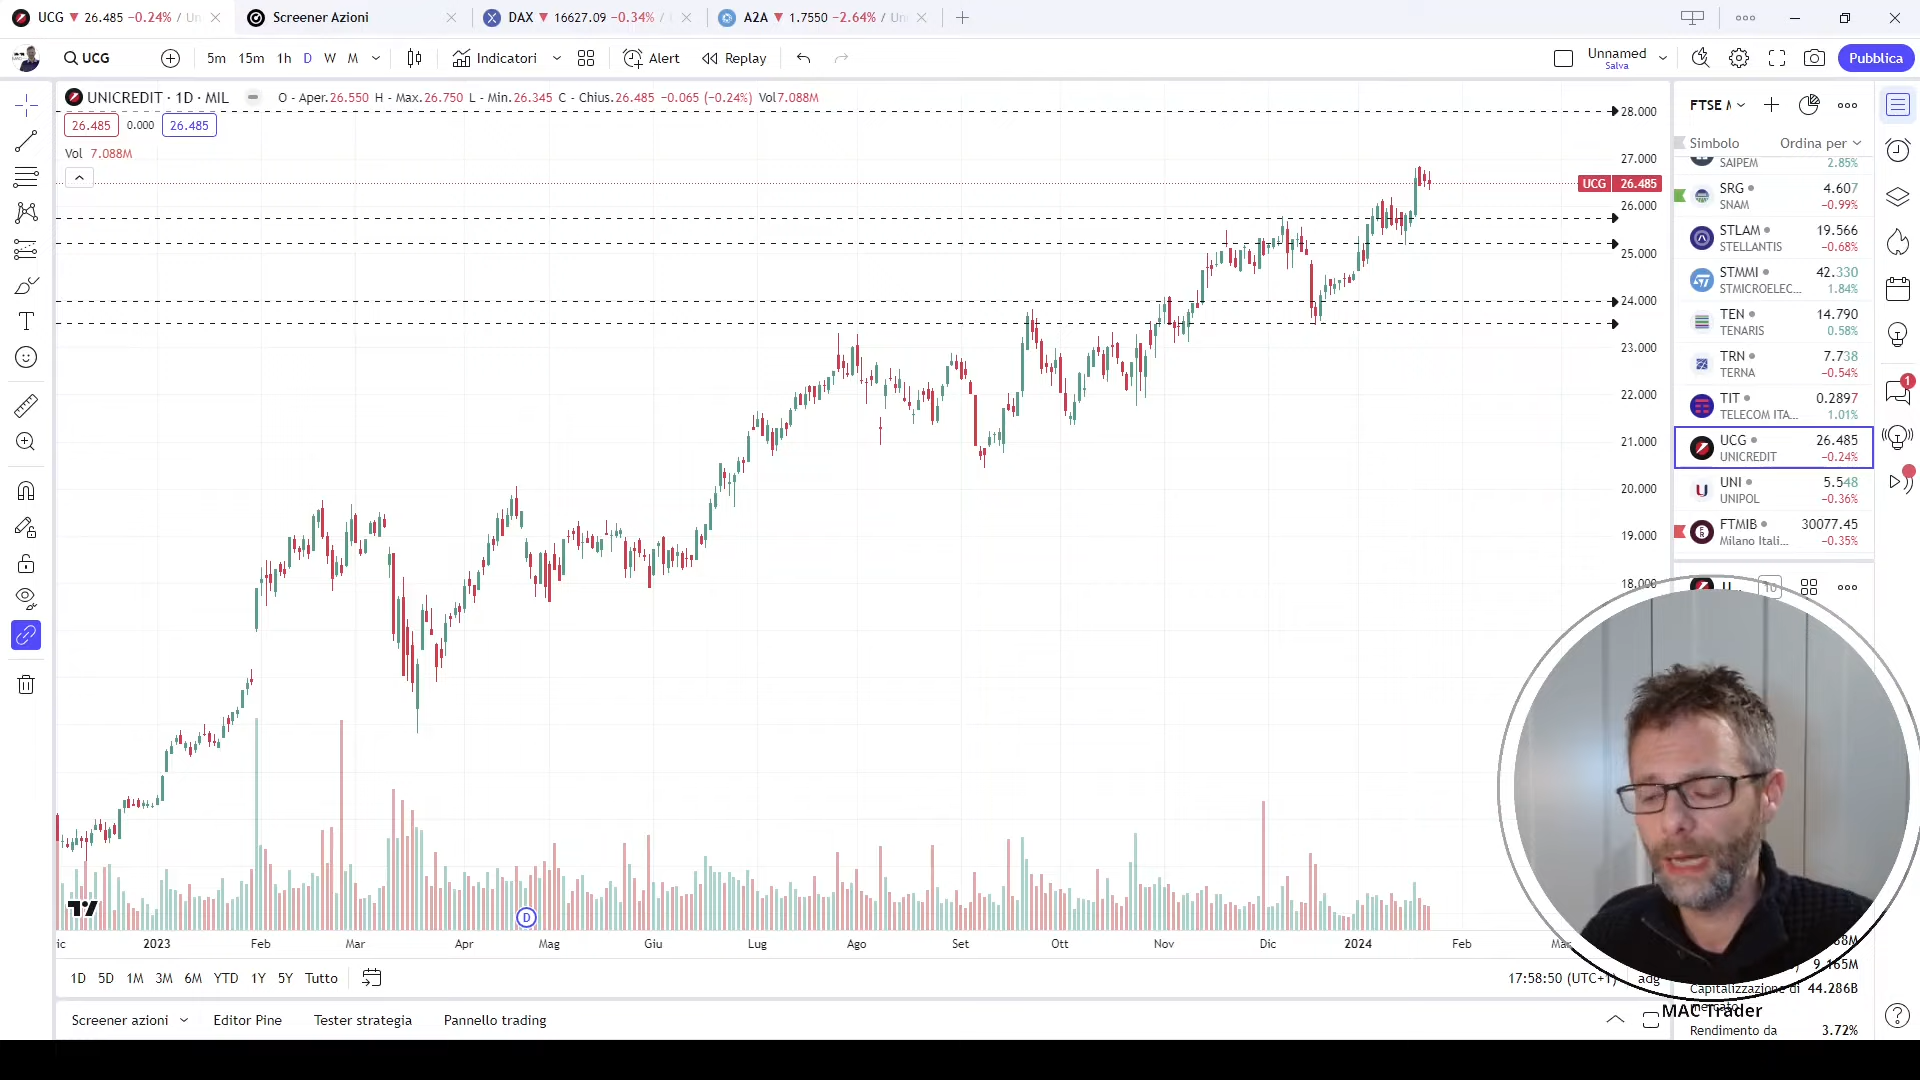 UCG ▼ 26.485 −0.24% / Un
Screener Azioni
DAX ▼ 16627.09 −0.34% /
A2A ▼ 1.7550 −2.64% / Un
UCG
5m 15m 1h D W M
Indicatori
Alert
Replay
Unnamed
Salva
Pubblica
UNICREDIT · 1D · MIL
O - Aper.26.550 H - Max.26.750 L - Min.26.345 C - Chius.26.485 −0.065 (−0.24%) Vol7.088M
26.485 0.000 26.485
Vol 7.088M
28.000
27.000
UCG 26.485
26.000
25.000
24.000
23.000
22.000
21.000
20.000
19.000
18.000
D
2023 Feb Mar Apr Mag Giu Lug Ago Set Ott Nov Dic 2024 Feb Mar
1D 5D 1M 3M 6M YTD 1Y 5Y Tutto
17:58:50 (UTC+1)
adg
Screener azioni Editor Pine Tester strategia Pannello trading
FTSE M
Simbolo Ordina per
SAIPEM 2.85%
SRG 4.607
SNAM −0.99%
STLAM 19.566
STELLANTIS −0.68%
STMMI 42.330
STMICROELEC... 1.84%
TEN 14.790
TENARIS 0.58%
TRN 7.738
TERNA −0.54%
TIT 0.2897
TELECOM ITA... 1.01%
UCG 26.485
UNICREDIT −0.24%
UNI 5.548
UNIPOL −0.36%
FTMIB 30077.45
Milano Itali... −0.35%
9.165M
Capitalizzazione di 44.286B
mercato
MAC Trader
Rendimento da 3.72%
1